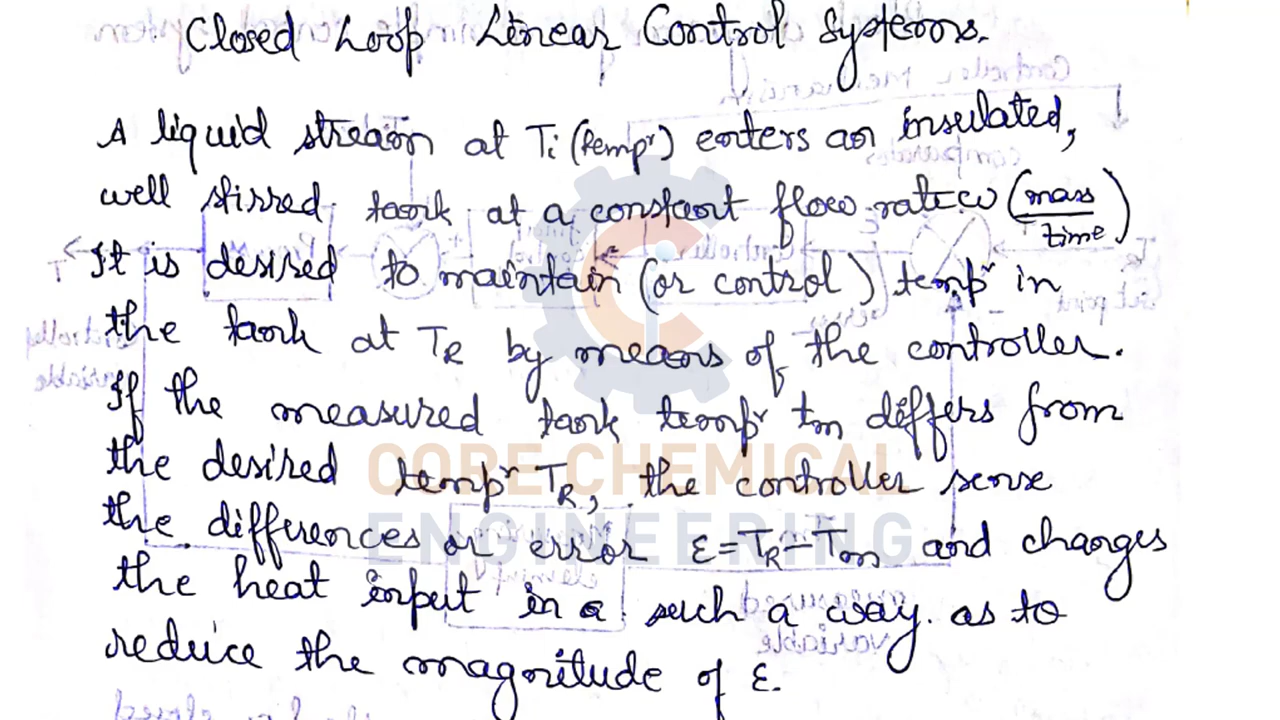 Closed Loop Linear Control Systems.
A liquid stream at Ti (tempr) enters an insulated,
well stirred tank at a constant flow rate w (mass/time)
It is desired to maintain (or control) tempr in
the tank at TR by means of the controller.
If the measured tank tempr tm differs from
the desired tempr TR, the controller sense
the differences or error ε = TR - Tm and changes
the heat input in a such a way as to
reduce the magnitude of ε.
CORE CHEMICAL
ENGINEERING